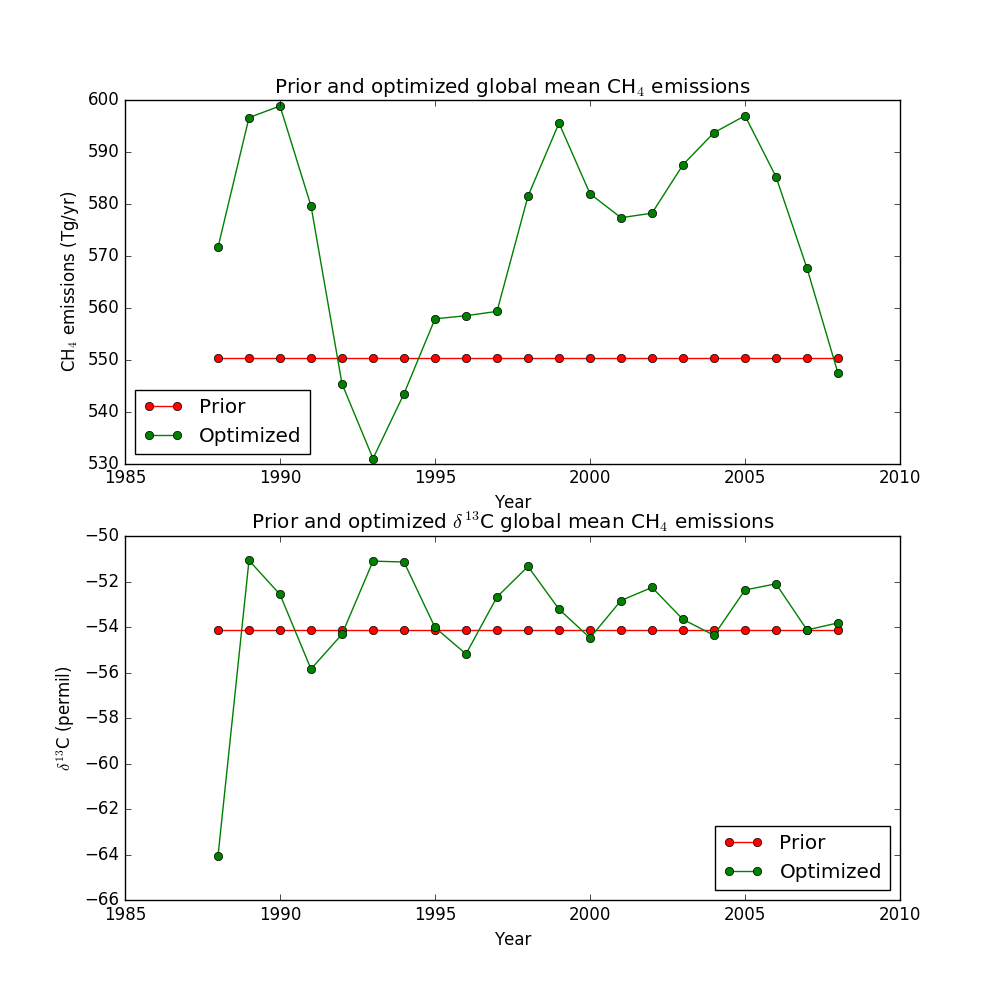 Prior and optimized global mean CH₄ emissions
600
590
580
570
560
550
540
530
CH₄ emissions (Tg/yr)
Prior
Optimized
1985 1990 1995 2000 2005 2010
Year
Prior and optimized δ¹³C global mean CH₄ emissions
−50
−52
−54
−56
−58
−60
−62
−64
−66
δ¹³C (permil)
Prior
Optimized
1985 1990 1995 2000 2005 2010
Year